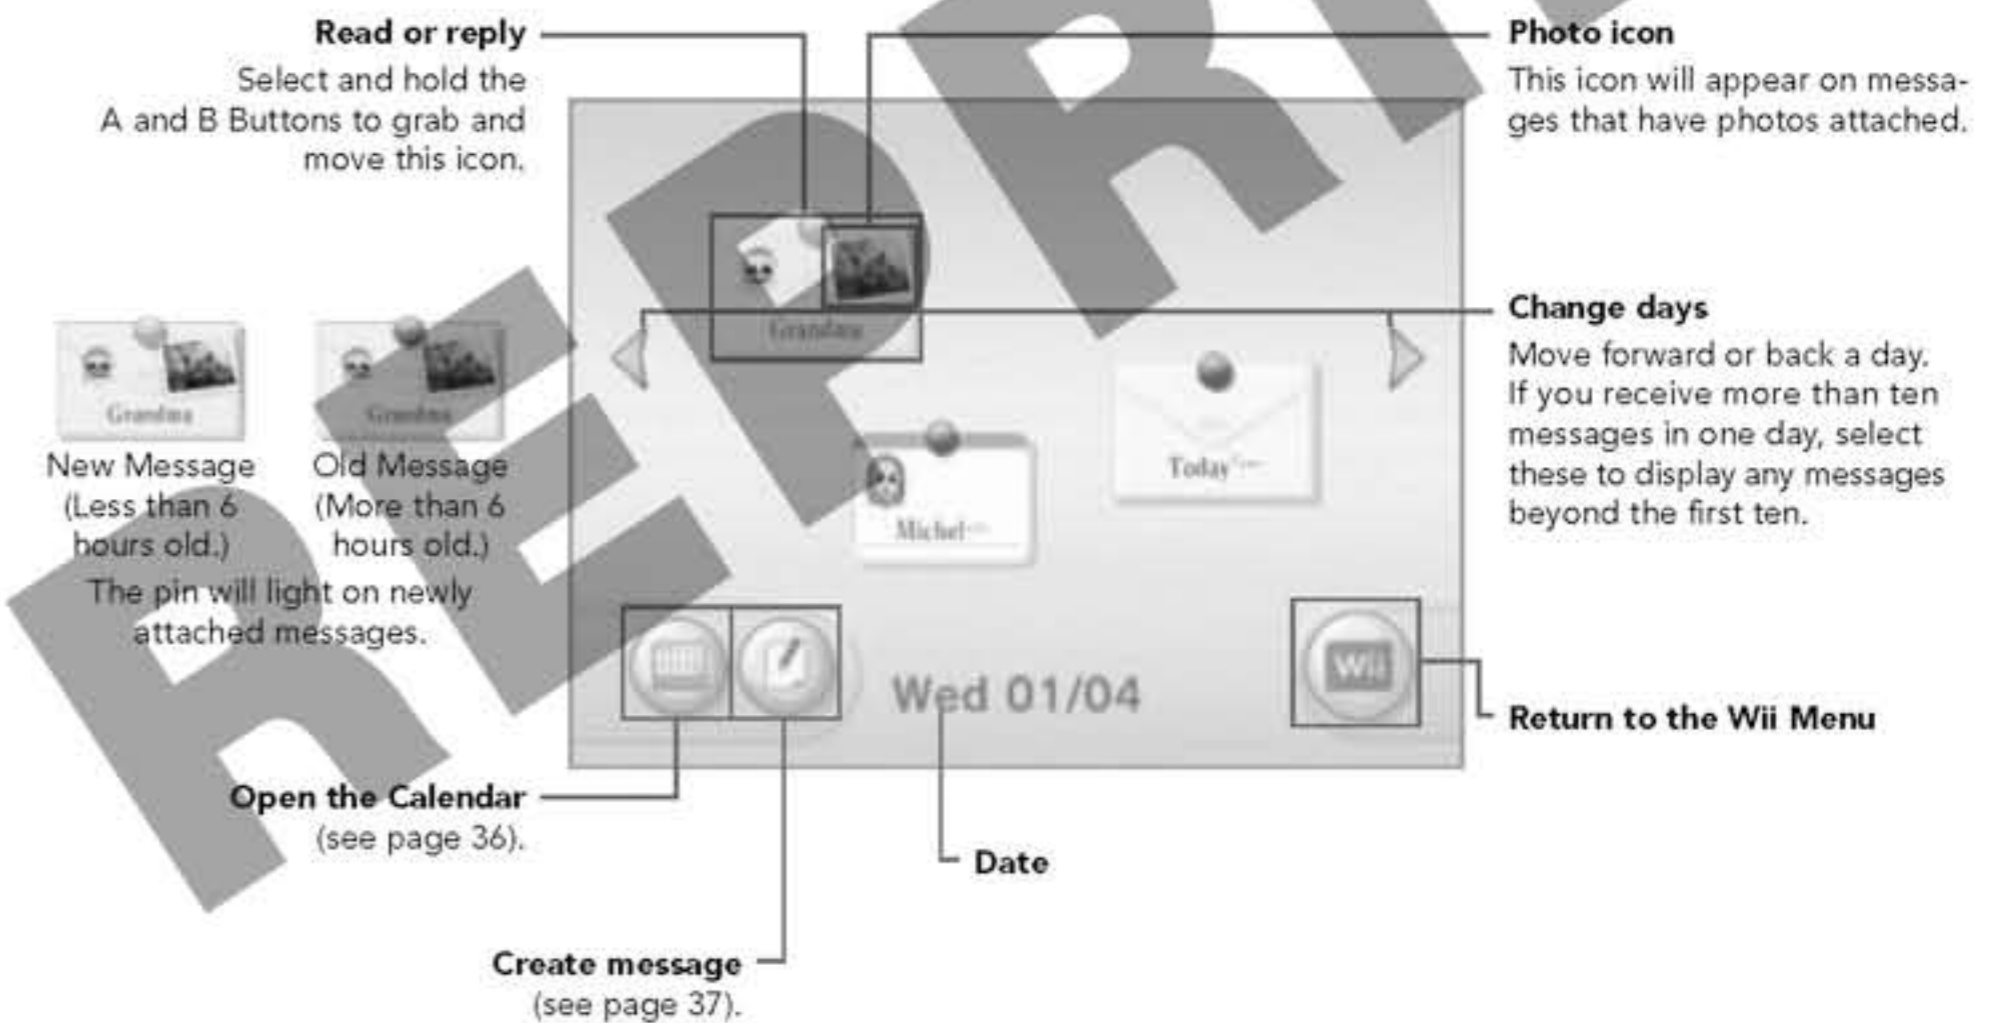 Read or reply
Select and hold the
A and B Buttons to grab and
move this icon.
Photo icon
This icon will appear on messa-
ges that have photos attached.
Grandma
Change days
Move forward or back a day.
If you receive more than ten
messages in one day, select
these to display any messages
beyond the first ten.
Grandma
Grandma
New Message
(Less than 6
hours old.)
Old Message
(More than 6
hours old.)
The pin will light on newly
attached messages.
Today
Michel
Wii
Wed 01/04
Return to the Wii Menu
Open the Calendar
(see page 36).
Date
Create message
(see page 37).